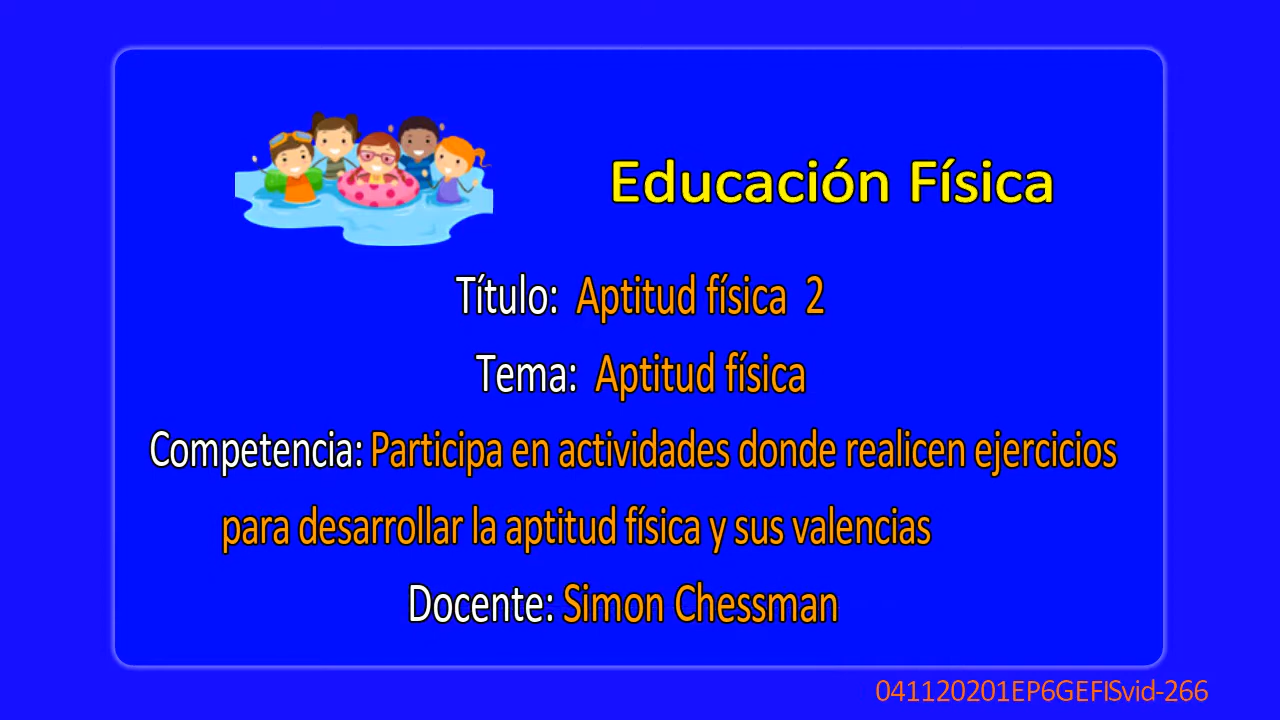 Educación Física
Título: Aptitud física 2
Tema: Aptitud física
Competencia: Participa en actividades donde realicen ejercicios
para desarrollar la aptitud física y sus valencias
Docente: Simon Chessman
041120201EP6GEFISvid-266